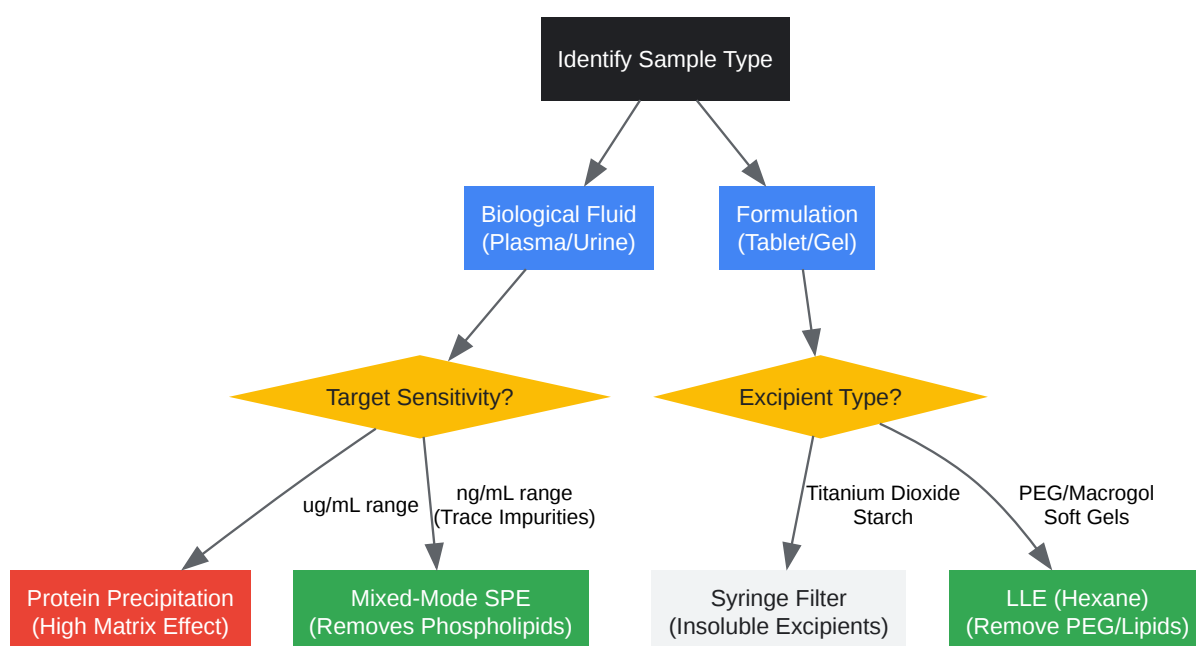 Identify Sample Type
Biological Fluid
(Plasma/Urine)
Formulation
(Tablet/Gel)
Target Sensitivity?
Excipient Type?
ug/mL range
ng/mL range
(Trace Impurities)
Titanium Dioxide
Starch
PEG/Macrogol
Soft Gels
Protein Precipitation
(High Matrix Effect)
Mixed-Mode SPE
(Removes Phospholipids)
Syringe Filter
(Insoluble Excipients)
LLE (Hexane)
(Remove PEG/Lipids)